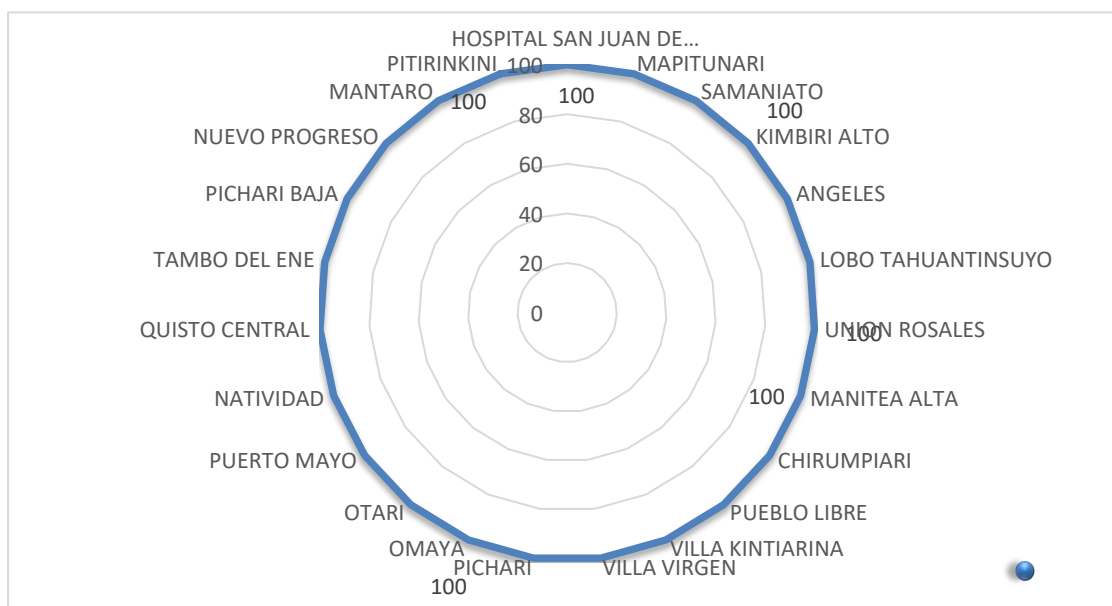 HOSPITAL SAN JUAN DE...
PITIRINKINI
100
MAPITUNARI
MANTARO
100
100
SAMANIATO
100
80
NUEVO PROGRESO
KIMBIRI ALTO
60
PICHARI BAJA
ANGELES
40
TAMBO DEL ENE
20
LOBO TAHUANTINSUYO
0
QUISTO CENTRAL
UNION ROSALES
100
NATIVIDAD
100
MANITEA ALTA
PUERTO MAYO
CHIRUMPIARI
OTARI
PUEBLO LIBRE
OMAYA
VILLA KINTIARINA
PICHARI
VILLA VIRGEN
100